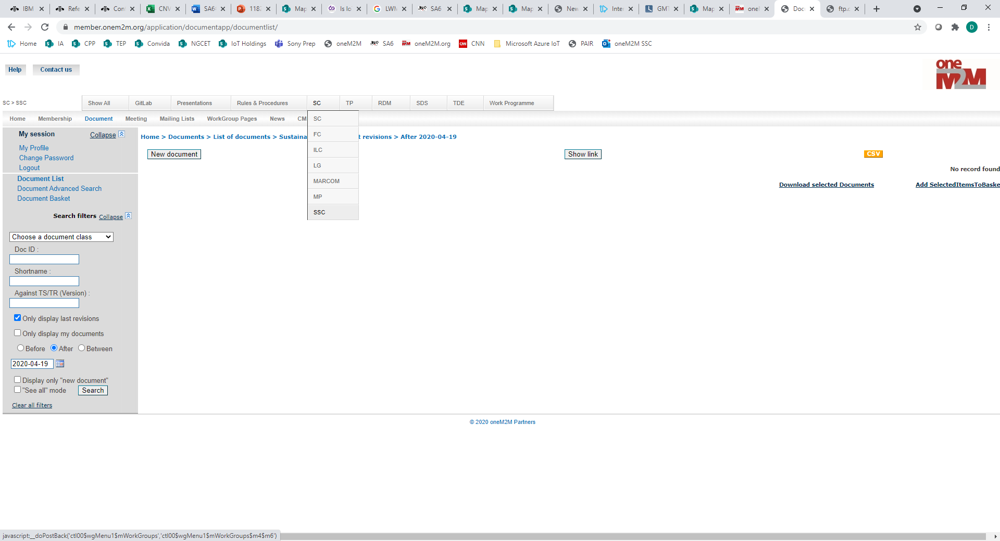 IBM
Refe
Con
CNV
SA6
1182
Map
Is Io
LWM
SA6
Map
Map
New
Inter
GMT
Map
onel
Doc
ftp.c
member.onem2m.org/application/documentapp/documentlist/
D
Home
IA
CPP
TEP
Convida
NGCET
IoT Holdings
Sony Prep
oneM2M
SA6
oneM2M.org
CNN
Microsoft Azure IoT
PAIR
oneM2M SSC
Help
Contact us
one
M2M
SC > SSC
Show All
GitLab
Presentations
Rules & Procedures
SC
TP
RDM
SDS
TDE
Work Programme
Home
Membership
Document
Meeting
Mailing Lists
WorkGroup Pages
News
CM
SC
FC
ILC
LG
MARCOM
MP
SSC
My session
Collapse
My Profile
Change Password
Logout
Document List
Document Advanced Search
Document Basket
Search filters
Collapse
Choose a document class
Doc ID :
Shortname :
Against TS/TR (Version) :
Only display last revisions
Only display my documents
Before
After
Between
2020-04-19
Display only "new document"
"See all" mode
Search
Clear all filters
Home > Documents > List of documents > Sustaina
t revisions > After 2020-04-19
New document
Show link
CSV
No record found
Download selected Documents
Add SelectedItemsToBaske
© 2020 oneM2M Partners
javascript:__doPostBack('ctl00$wgMenu1$mWorkGroups','ctl00$wgMenu1$mWorkGroups$m4$m6')